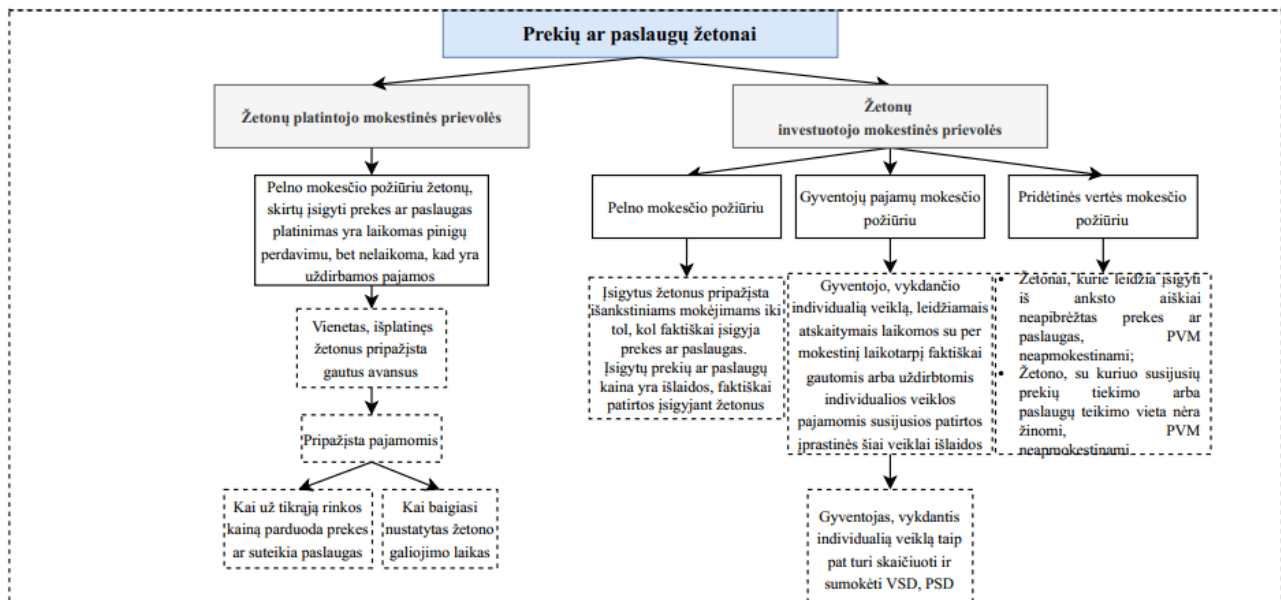 Prekių ar paslaugų žetonai
Žetonų platintojo mokestinės prievolės
Žetonų
investuotojo mokestinės prievolės
Pelno mokesčio požiūriu žetonų,
skirtų įsigyti prekes ar paslaugas
platinimas yra laikomas pinigų
perdavimu, bet nelaikoma, kad yra
uždirbamos pajamos
Vienetas, išplatinęs
žetonus pripažįsta
gautus avansus
Pripažįsta pajamomis
Kai už tikrąją rinkos
kainą parduoda prekes
ar suteikia paslaugas
Kai baigiasi
nustatytas žetono
galiojimo laikas
Pelno mokesčio požiūriu
Įsigytus žetonus pripažįsta
išankstiniams mokėjimams iki
tol, kol faktiškai įsigyja
prekes ar paslaugas.
Įsigytų prekių ar paslaugų
kaina yra išlaidos, faktiškai
patirtos įsigyjant žetonus
Gyventojų pajamų mokesčio
požiūriu
Gyventojo, vykdančio
individualią veiklą, leidžiamais
atskaitymais laikomos su per
mokestinį laikotarpį faktiškai
gautomis arba uždirbtomis
individualios veiklos
pajamomis susijusios patirtos
įprastinės šiai veiklai išlaidos
Gyventojas, vykdantis
individualią veiklą taip
pat turi skaičiuoti ir
sumokėti VSD, PSD
Pridėtinės vertės mokesčio
požiūriu
• Žetonai, kurie leidžia įsigyti
iš anksto aiškiai
neapibrėžtas prekes ar
paslaugas, PVM
neapmokestinami;
• Žetono, su kuriuo susijusių
prekių tiekimo arba
paslaugų teikimo vieta nėra
žinomi, PVM
neapmokestinami